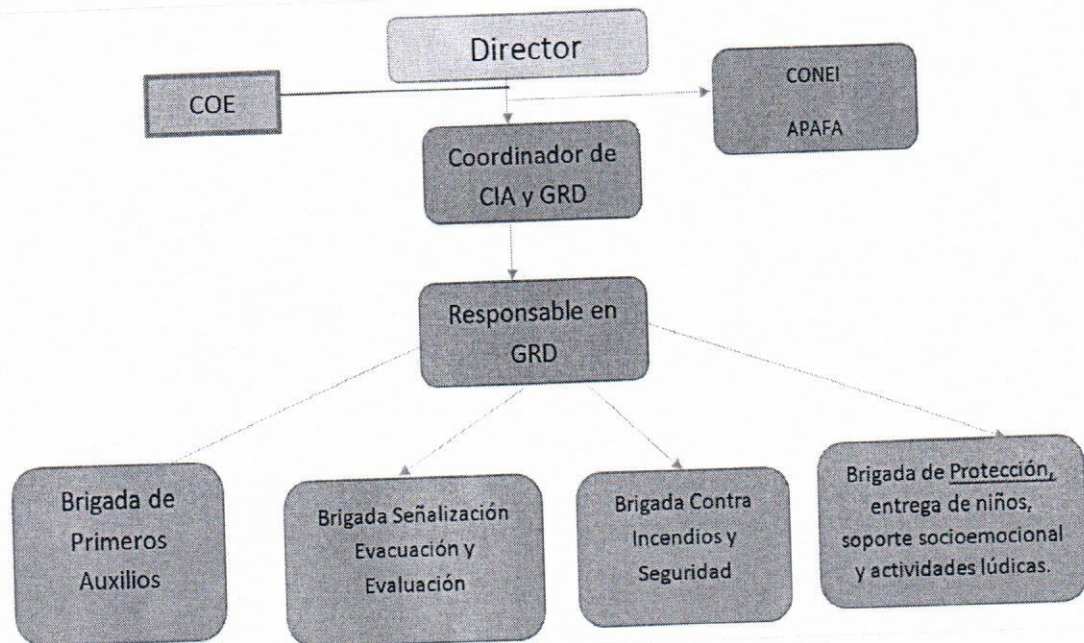 Director
COE
CONEI
APAFA
Coordinador de
CIA y GRD
Responsable en
GRD
Brigada de
Primeros
Auxilios
Brigada Señalización
Evacuación y
Evaluación
Brigada Contra
Incendios y
Seguridad
Brigada de Protección,
entrega de niños,
soporte socioemocional
y actividades lúdicas.